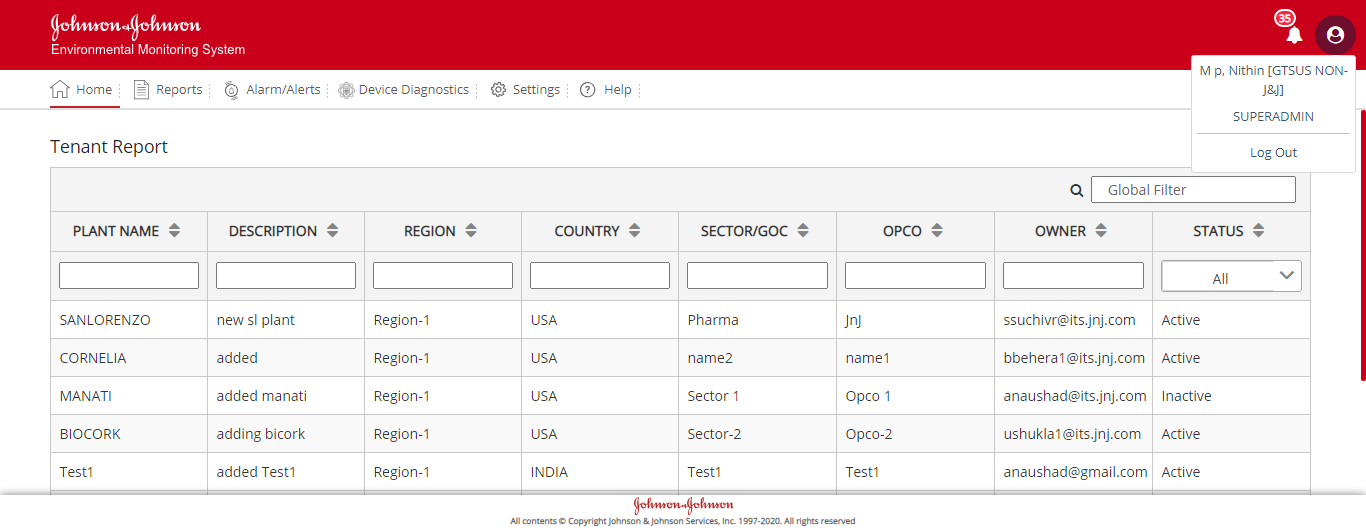 Johnson & Johnson
Environmental Monitoring System
35
M p, Nithin [GTSUS NON-
J&J]
SUPERADMIN
Log Out
Home Reports Alarm/Alerts Device Diagnostics Settings Help
Tenant Report
Global Filter
PLANT NAME DESCRIPTION REGION COUNTRY SECTOR/GOC OPCO OWNER STATUS
All
SANLORENZO new sl plant Region-1 USA Pharma JnJ ssuchivr@its.jnj.com Active
CORNELIA added Region-1 USA name2 name1 bbehera1@its.jnj.com Active
MANATI added manati Region-1 USA Sector 1 Opco 1 anaushad@its.jnj.com Inactive
BIOCORK adding bicork Region-1 USA Sector-2 Opco-2 ushukla1@its.jnj.com Active
Test1 added Test1 Region-1 INDIA Test1 Test1 anaushad@gmail.com Active
Johnson & Johnson
All contents © Copyright Johnson & Johnson Services, Inc. 1997-2020. All rights reserved